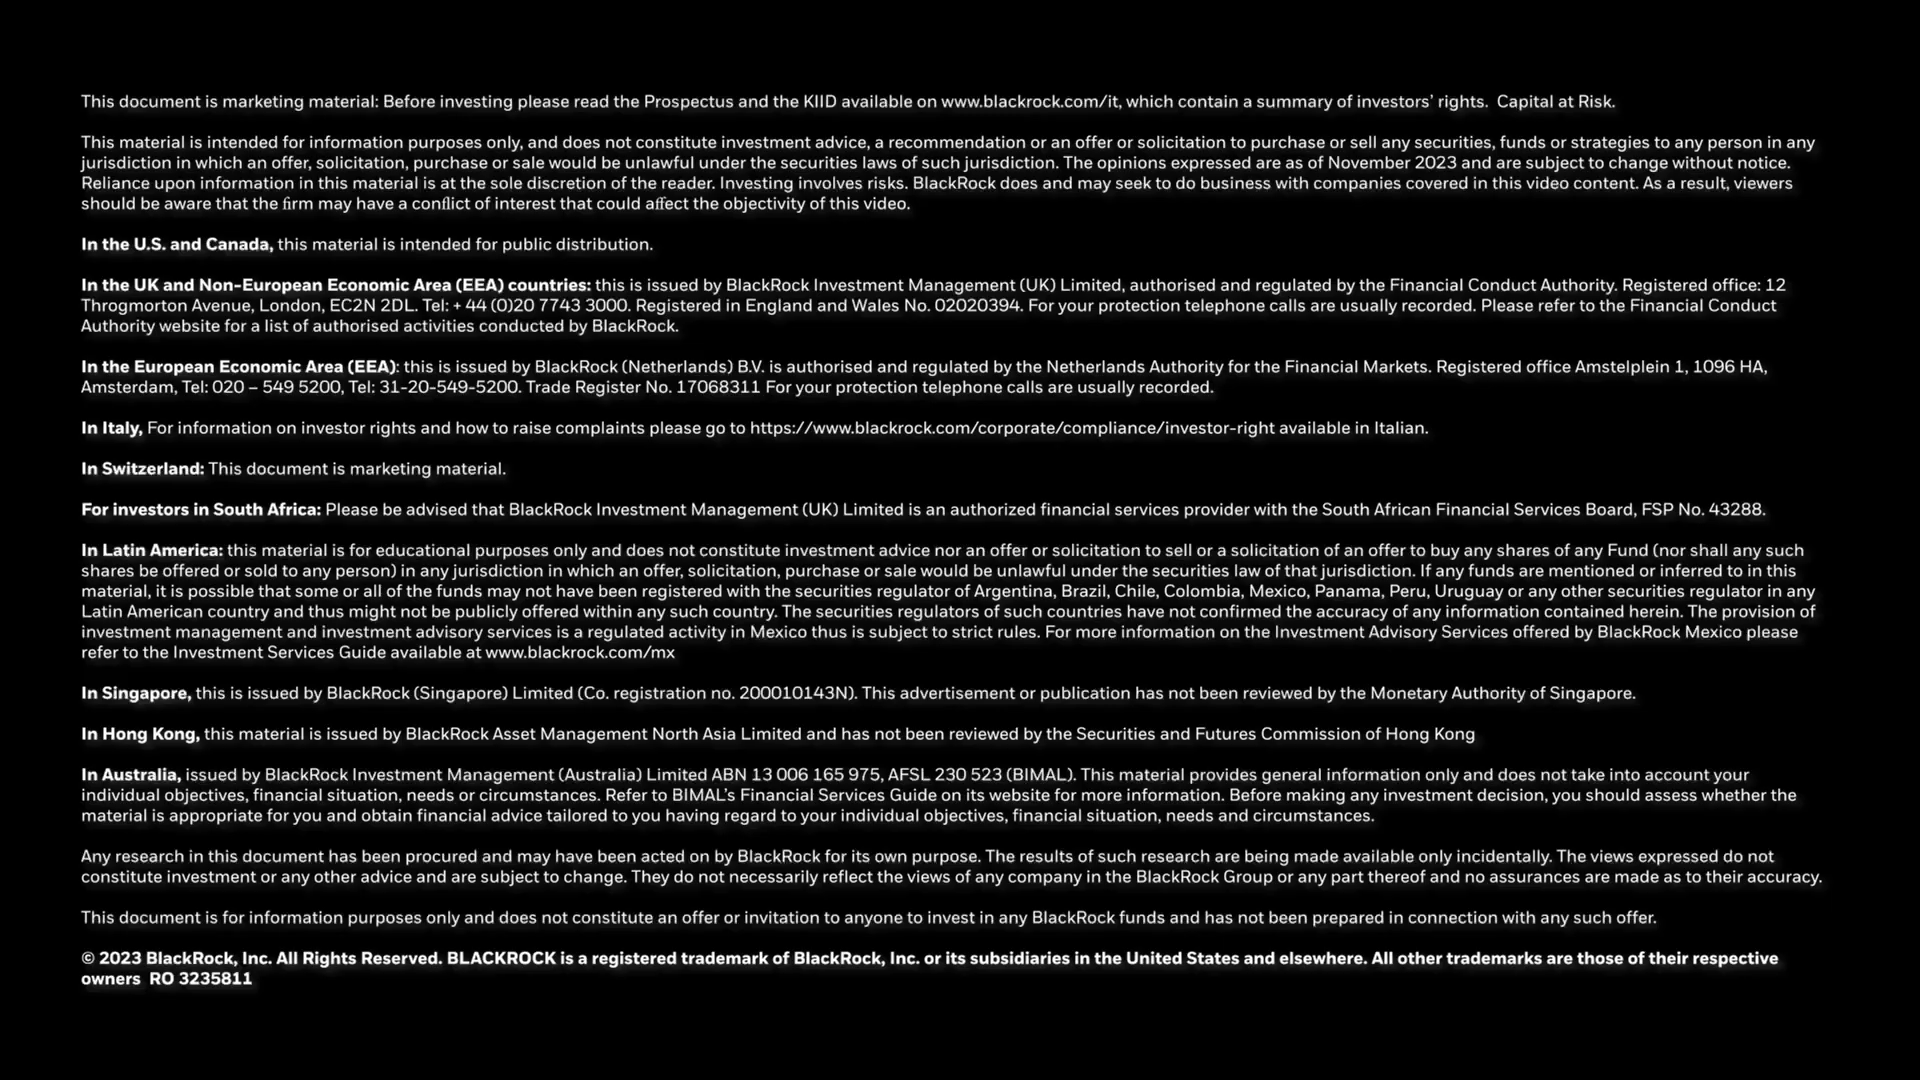 This document is marketing material: Before investing please read the Prospectus and the KIID available on www.blackrock.com/it, which contain a summary of investors’ rights.  Capital at Risk.
This material is intended for information purposes only, and does not constitute investment advice, a recommendation or an offer or solicitation to purchase or sell any securities, funds or strategies to any person in any
jurisdiction in which an offer, solicitation, purchase or sale would be unlawful under the securities laws of such jurisdiction. The opinions expressed are as of November 2023 and are subject to change without notice.
Reliance upon information in this material is at the sole discretion of the reader. Investing involves risks. BlackRock does and may seek to do business with companies covered in this video content. As a result, viewers
should be aware that the firm may have a conflict of interest that could affect the objectivity of this video.
In the U.S. and Canada, this material is intended for public distribution.
In the UK and Non-European Economic Area (EEA) countries: this is issued by BlackRock Investment Management (UK) Limited, authorised and regulated by the Financial Conduct Authority. Registered office: 12
Throgmorton Avenue, London, EC2N 2DL. Tel: + 44 (0)20 7743 3000. Registered in England and Wales No. 02020394. For your protection telephone calls are usually recorded. Please refer to the Financial Conduct
Authority website for a list of authorised activities conducted by BlackRock.
In the European Economic Area (EEA): this is issued by BlackRock (Netherlands) B.V. is authorised and regulated by the Netherlands Authority for the Financial Markets. Registered office Amstelplein 1, 1096 HA,
Amsterdam, Tel: 020 – 549 5200, Tel: 31-20-549-5200. Trade Register No. 17068311 For your protection telephone calls are usually recorded.
In Italy, For information on investor rights and how to raise complaints please go to https://www.blackrock.com/corporate/compliance/investor-right available in Italian.
In Switzerland: This document is marketing material.
For investors in South Africa: Please be advised that BlackRock Investment Management (UK) Limited is an authorized financial services provider with the South African Financial Services Board, FSP No. 43288.
In Latin America: this material is for educational purposes only and does not constitute investment advice nor an offer or solicitation to sell or a solicitation of an offer to buy any shares of any Fund (nor shall any such
shares be offered or sold to any person) in any jurisdiction in which an offer, solicitation, purchase or sale would be unlawful under the securities law of that jurisdiction. If any funds are mentioned or inferred to in this
material, it is possible that some or all of the funds may not have been registered with the securities regulator of Argentina, Brazil, Chile, Colombia, Mexico, Panama, Peru, Uruguay or any other securities regulator in any
Latin American country and thus might not be publicly offered within any such country. The securities regulators of such countries have not confirmed the accuracy of any information contained herein. The provision of
investment management and investment advisory services is a regulated activity in Mexico thus is subject to strict rules. For more information on the Investment Advisory Services offered by BlackRock Mexico please
refer to the Investment Services Guide available at www.blackrock.com/mx
In Singapore, this is issued by BlackRock (Singapore) Limited (Co. registration no. 200010143N). This advertisement or publication has not been reviewed by the Monetary Authority of Singapore.
In Hong Kong, this material is issued by BlackRock Asset Management North Asia Limited and has not been reviewed by the Securities and Futures Commission of Hong Kong
In Australia, issued by BlackRock Investment Management (Australia) Limited ABN 13 006 165 975, AFSL 230 523 (BIMAL). This material provides general information only and does not take into account your
individual objectives, financial situation, needs or circumstances. Refer to BIMAL’s Financial Services Guide on its website for more information. Before making any investment decision, you should assess whether the
material is appropriate for you and obtain financial advice tailored to you having regard to your individual objectives, financial situation, needs and circumstances.
Any research in this document has been procured and may have been acted on by BlackRock for its own purpose. The results of such research are being made available only incidentally. The views expressed do not
constitute investment or any other advice and are subject to change. They do not necessarily reflect the views of any company in the BlackRock Group or any part thereof and no assurances are made as to their accuracy.
This document is for information purposes only and does not constitute an offer or invitation to anyone to invest in any BlackRock funds and has not been prepared in connection with any such offer.
© 2023 BlackRock, Inc. All Rights Reserved. BLACKROCK is a registered trademark of BlackRock, Inc. or its subsidiaries in the United States and elsewhere. All other trademarks are those of their respective
owners  RO 3235811